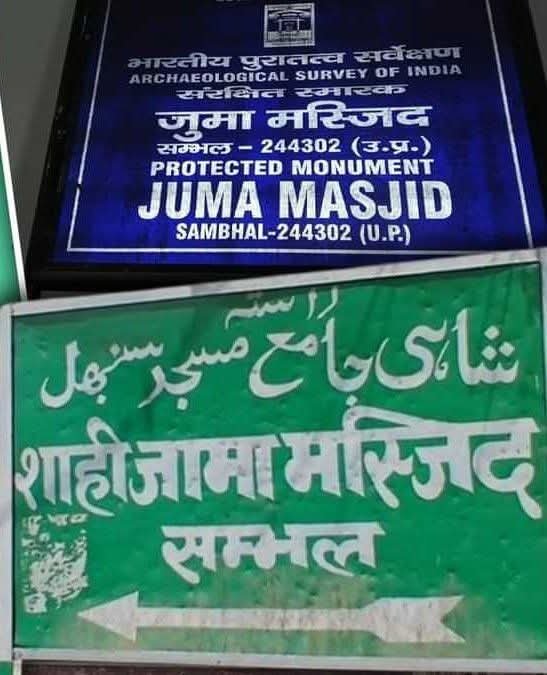 भारतीय पुरातत्व सर्वेक्षण
ARCHAEOLOGICAL SURVEY OF INDIA
संरक्षित स्मारक
जुमा मस्जिद
सम्भल - 244302 (उ.प्र.)
PROTECTED MONUMENT
JUMA MASJID
SAMBHAL-244302 (U.P.)
راستہ
شاہی جامع مسجد سنبھل
शाही जामा मस्जिद
सम्भल